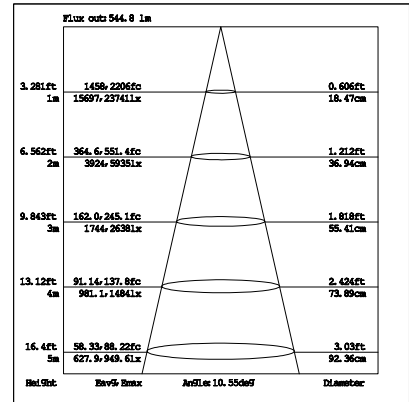 Flux out:544.8 lm
3.281ft 1458,2206fc 0.606ft
1m 15697,23741lx 18.47cm
6.562ft 364.6,551.4fc 1.212ft
2m 3924,5935lx 36.94cm
9.843ft 162.0,245.1fc 1.818ft
3m 1744,2638lx 55.41cm
13.12ft 91.14,137.8fc 2.424ft
4m 981.1,1484lx 73.89cm
16.4ft 58.33,88.22fc 3.03ft
5m 627.9,949.6lx 92.36cm
Height Eavg,Emax Angle:10.55deg Diameter